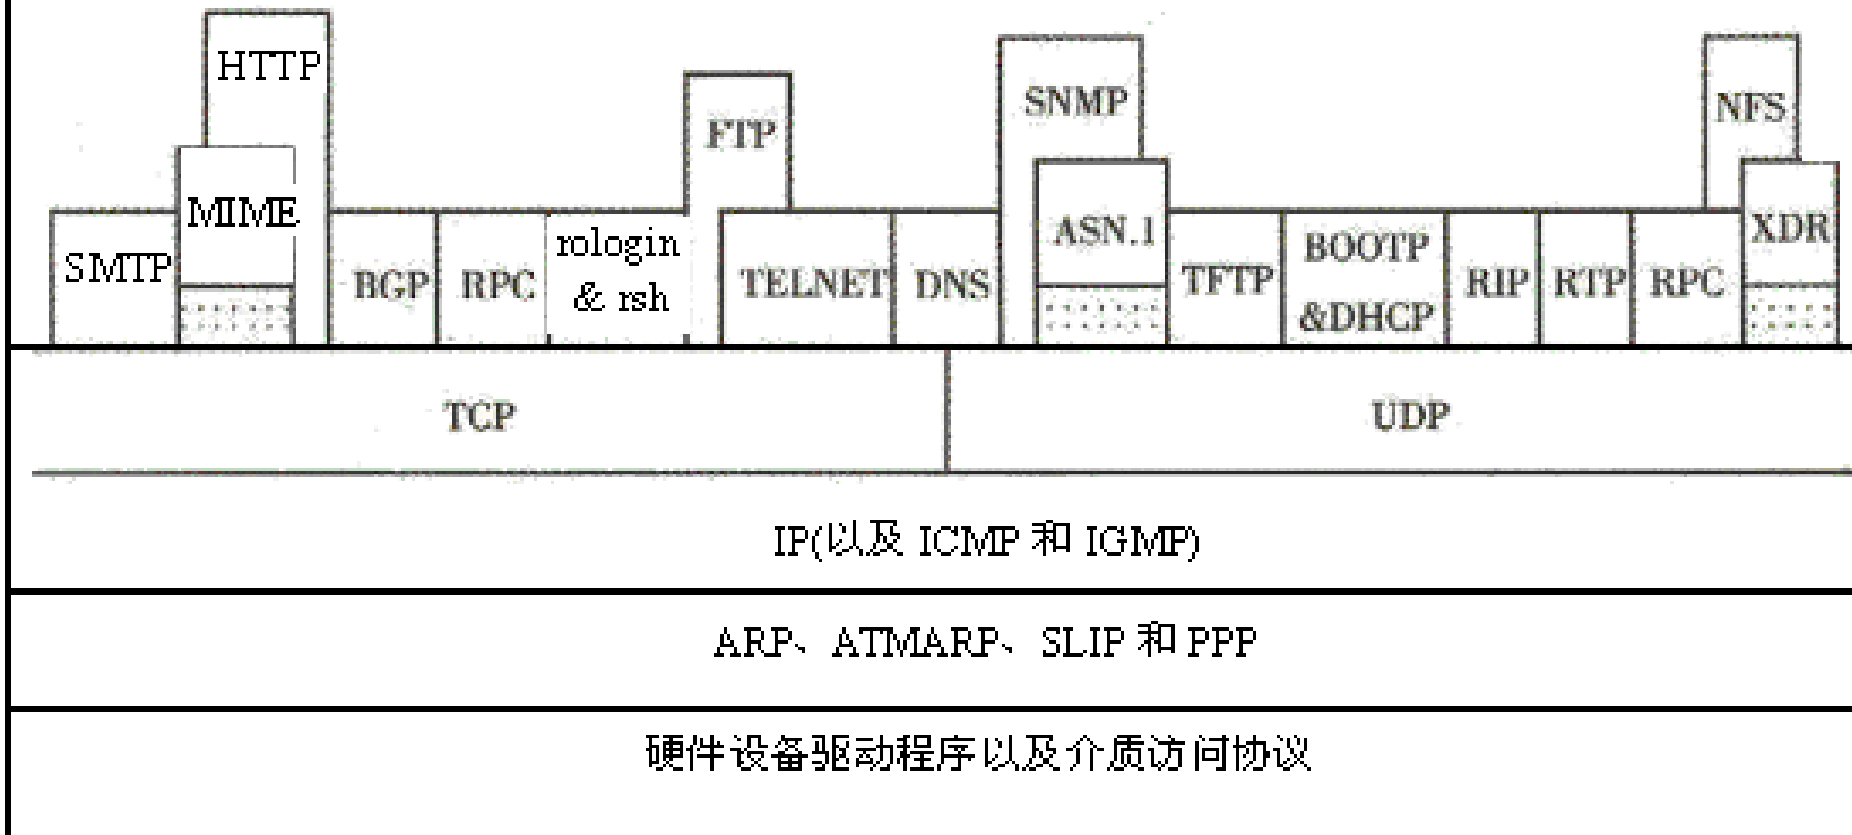 HTTP
SNMP
NFS
FTP
MIME
ASN.1
XDR
SMTP
BGP
RPC
rologin
& rsh
TELNET
DNS
TFTP
BOOTP
&DHCP
RIP
RTP
RPC
TCP
UDP
IP(以及 ICMP 和 IGMP)
ARP、ATMARP、SLIP 和 PPP
硬件设备驱动程序以及介质访问协议